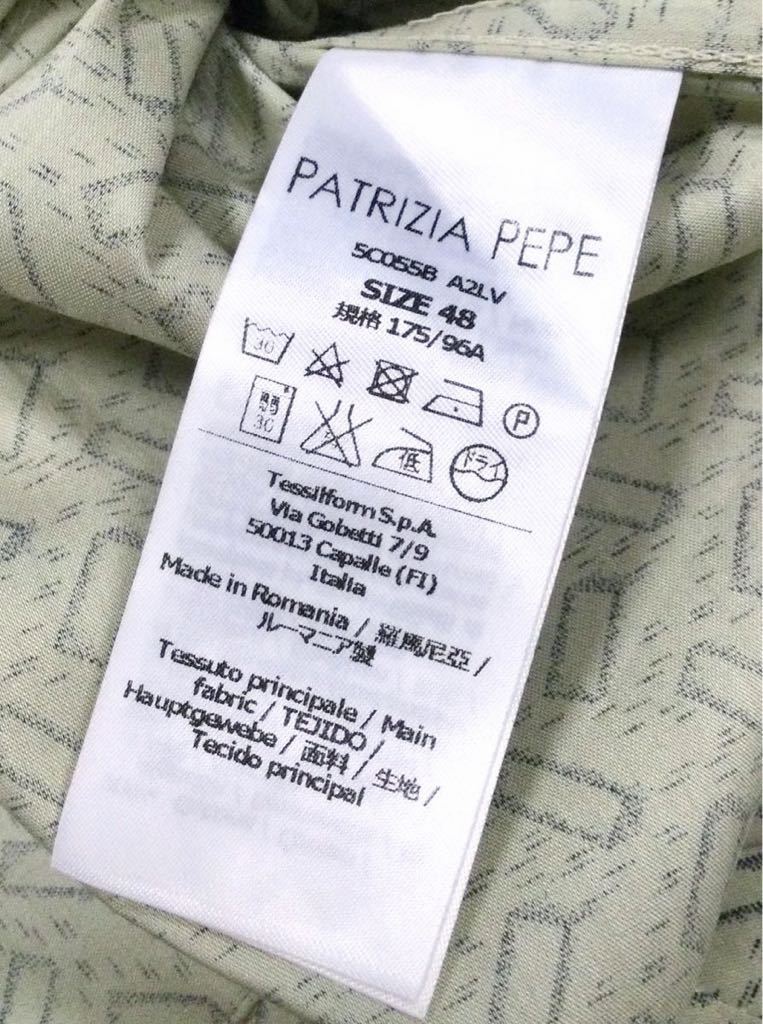 PATRIZIA PEPE
5C055B A2LV
SIZE 48
規格 175/96A
30 P
30 低 ドライ
Tessilform S.p.A.
Via Gobetti 7/9
50013 Capalle (FI)
Italia
Made in Romania / 羅馬尼亞 /
ルーマニア製
Tessuto principale / Main
fabric / TEJIDO /
Hauptgewebe / 面料 / 生地 /
Tecido principal